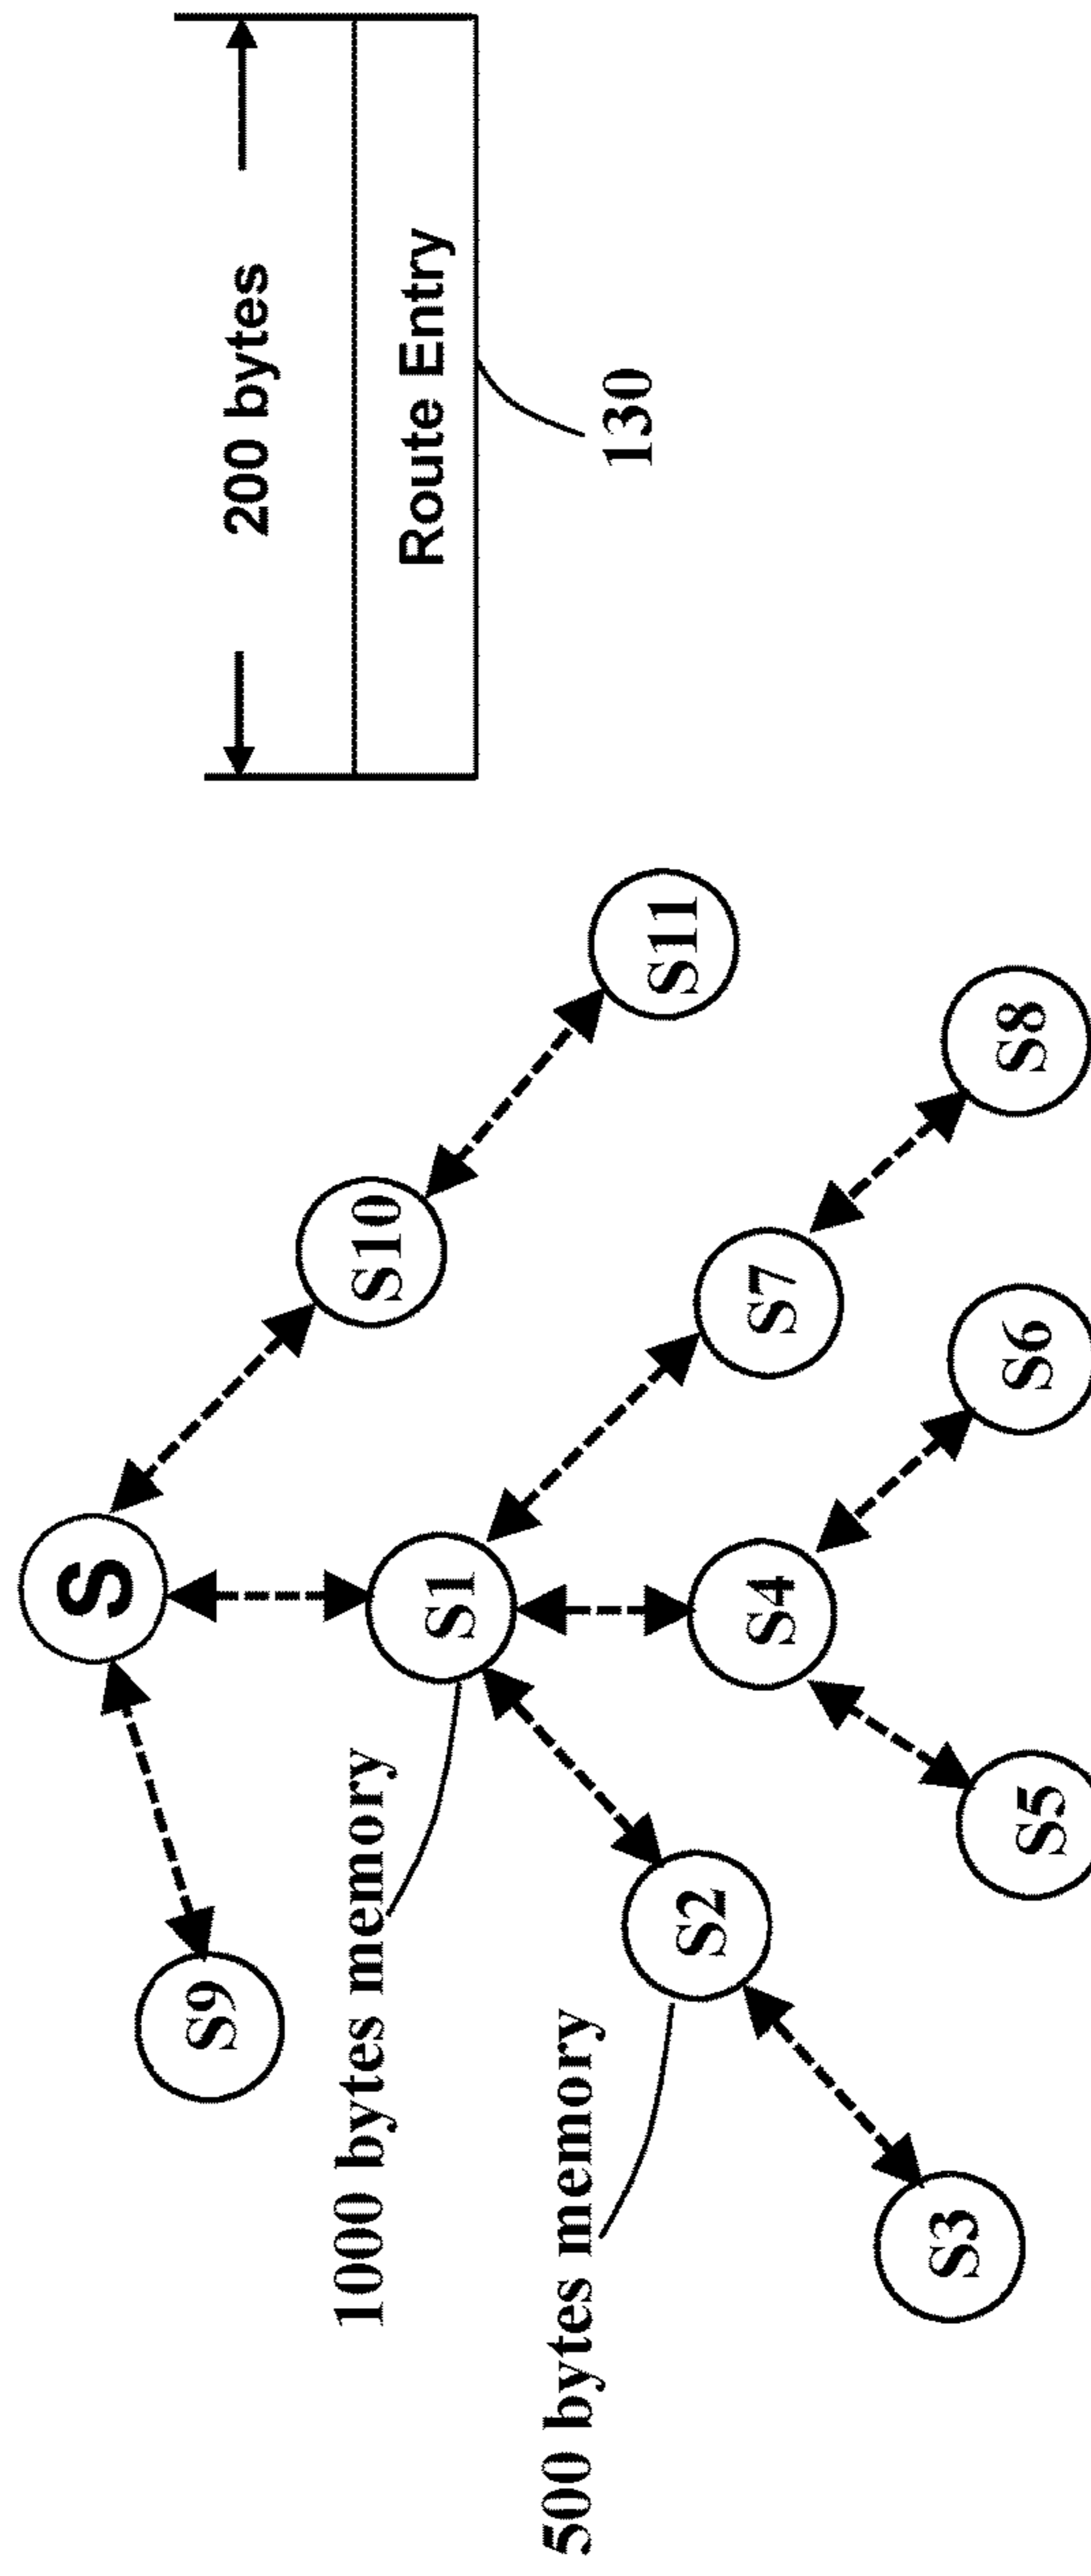 S
S9
S10
1000 bytes memory
S1
S11
500 bytes memory
S2
S4
S7
S3
S5
S6
S8
200 bytes
Route Entry
130